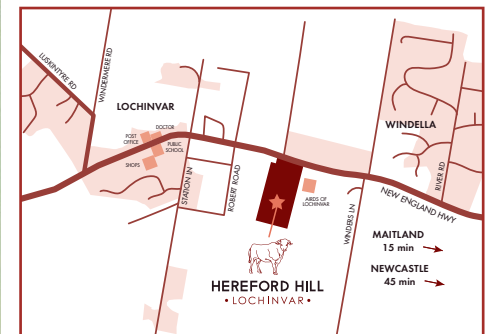 LUSKINTYRE RD
WINDERMERE RD
LOCHINVAR
DOCTOR
POST
OFFICE
PUBLIC
SCHOOL
SHOPS
STATION LN
ROBERT ROAD
AIRDS OF
LOCHINVAR
WINDERS LN
WINDELLA
RIVER RD
NEW ENGLAND HWY
MAITLAND
15 min
NEWCASTLE
45 min
HEREFORD HILL
• LOCHINVAR •